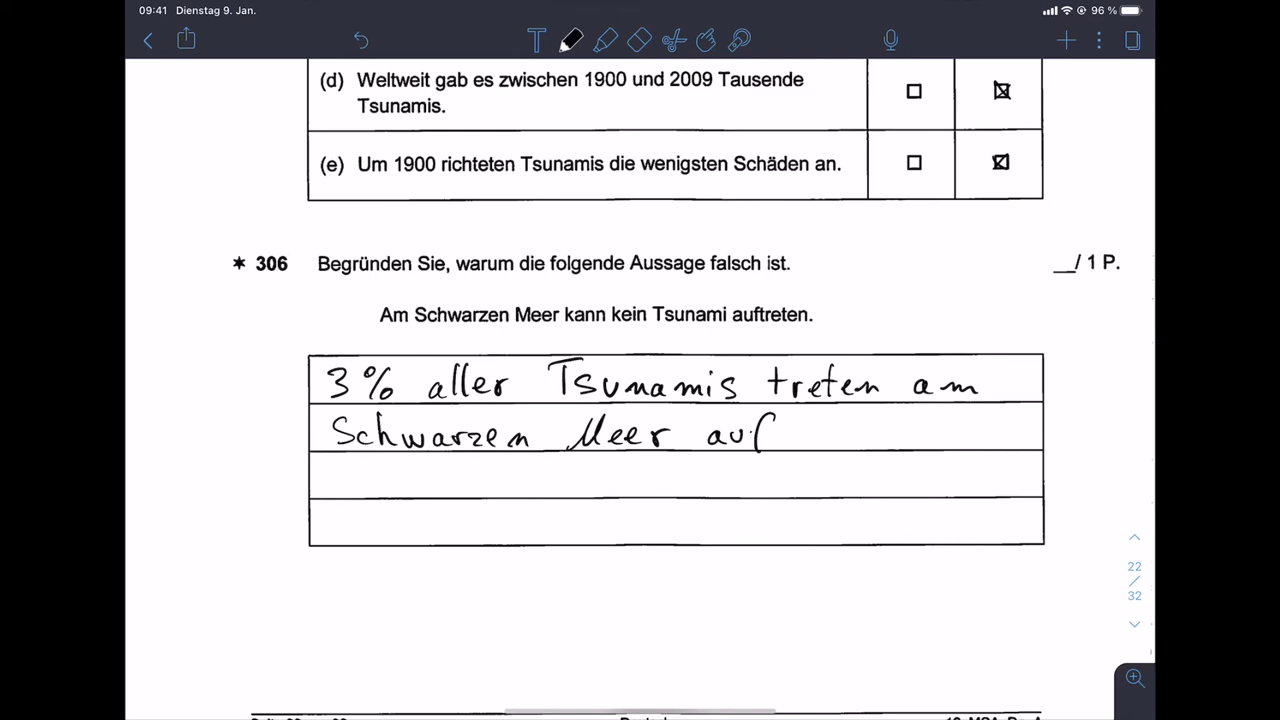 09:41 Dienstag 9. Jan. 96 %
(d) Weltweit gab es zwischen 1900 und 2009 Tausende
Tsunamis.
(e) Um 1900 richteten Tsunamis die wenigsten Schäden an.
* 306 Begründen Sie, warum die folgende Aussage falsch ist. __/ 1 P.
Am Schwarzen Meer kann kein Tsunami auftreten.
3% aller Tsunamis treten am
Schwarzen Meer auf
22
/
32